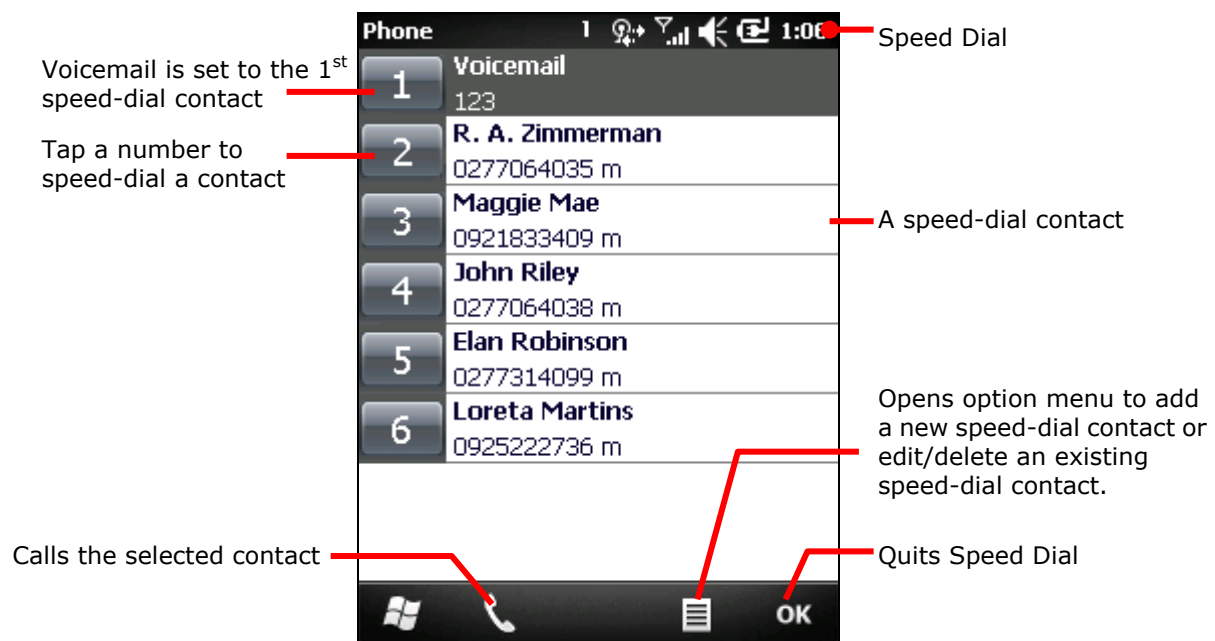 Phone 1 1:06
Speed Dial
Voicemail is set to the 1st
speed-dial contact
1 Voicemail
123
Tap a number to
speed-dial a contact
2 R. A. Zimmerman
0277064035 m
3 Maggie Mae
0921833409 m
A speed-dial contact
4 John Riley
0277064038 m
5 Elan Robinson
0277314099 m
6 Loreta Martins
0925222736 m
Opens option menu to add
a new speed-dial contact or
edit/delete an existing
speed-dial contact.
Calls the selected contact
Quits Speed Dial
OK